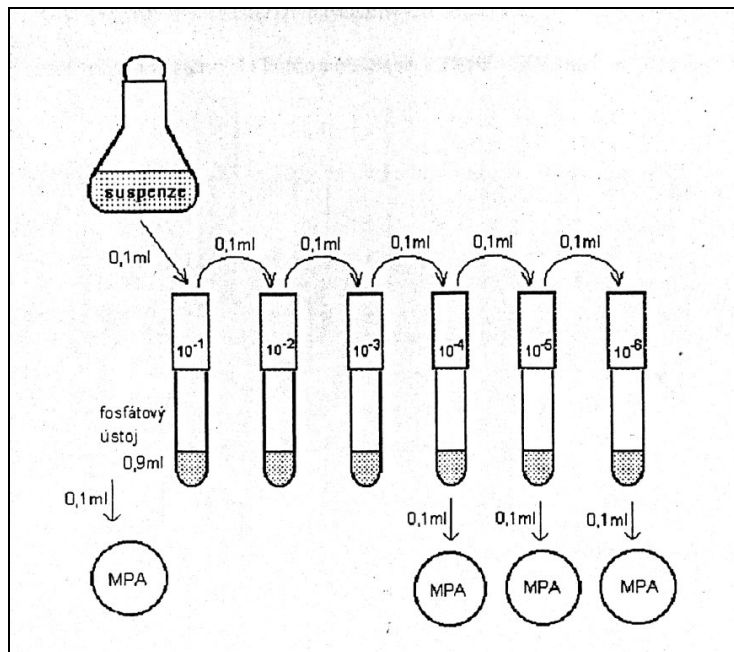 suspenze
0,1ml
0,1ml
0,1ml
0,1ml
0,1ml
0,1ml
10-1
10-2
10-3
10-4
10-5
10-6
fosfátový
ústoj
0,9ml
0,1ml
0,1ml
0,1ml
0,1ml
MPA
MPA
MPA
MPA